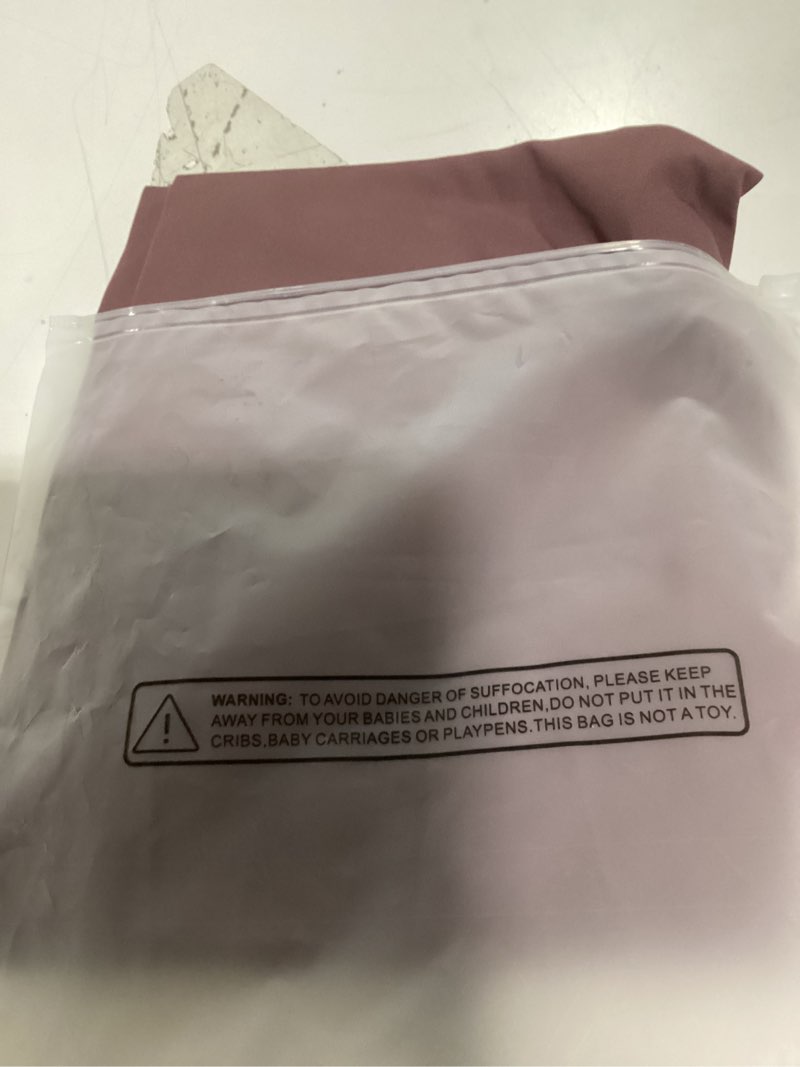 WARNING: TO AVOID DANGER OF SUFFOCATION, PLEASE KEEP
AWAY FROM YOUR BABIES AND CHILDREN,DO NOT PUT IT IN THE
CRIBS,BABY CARRIAGES OR PLAYPENS.THIS BAG IS NOT A TOY.